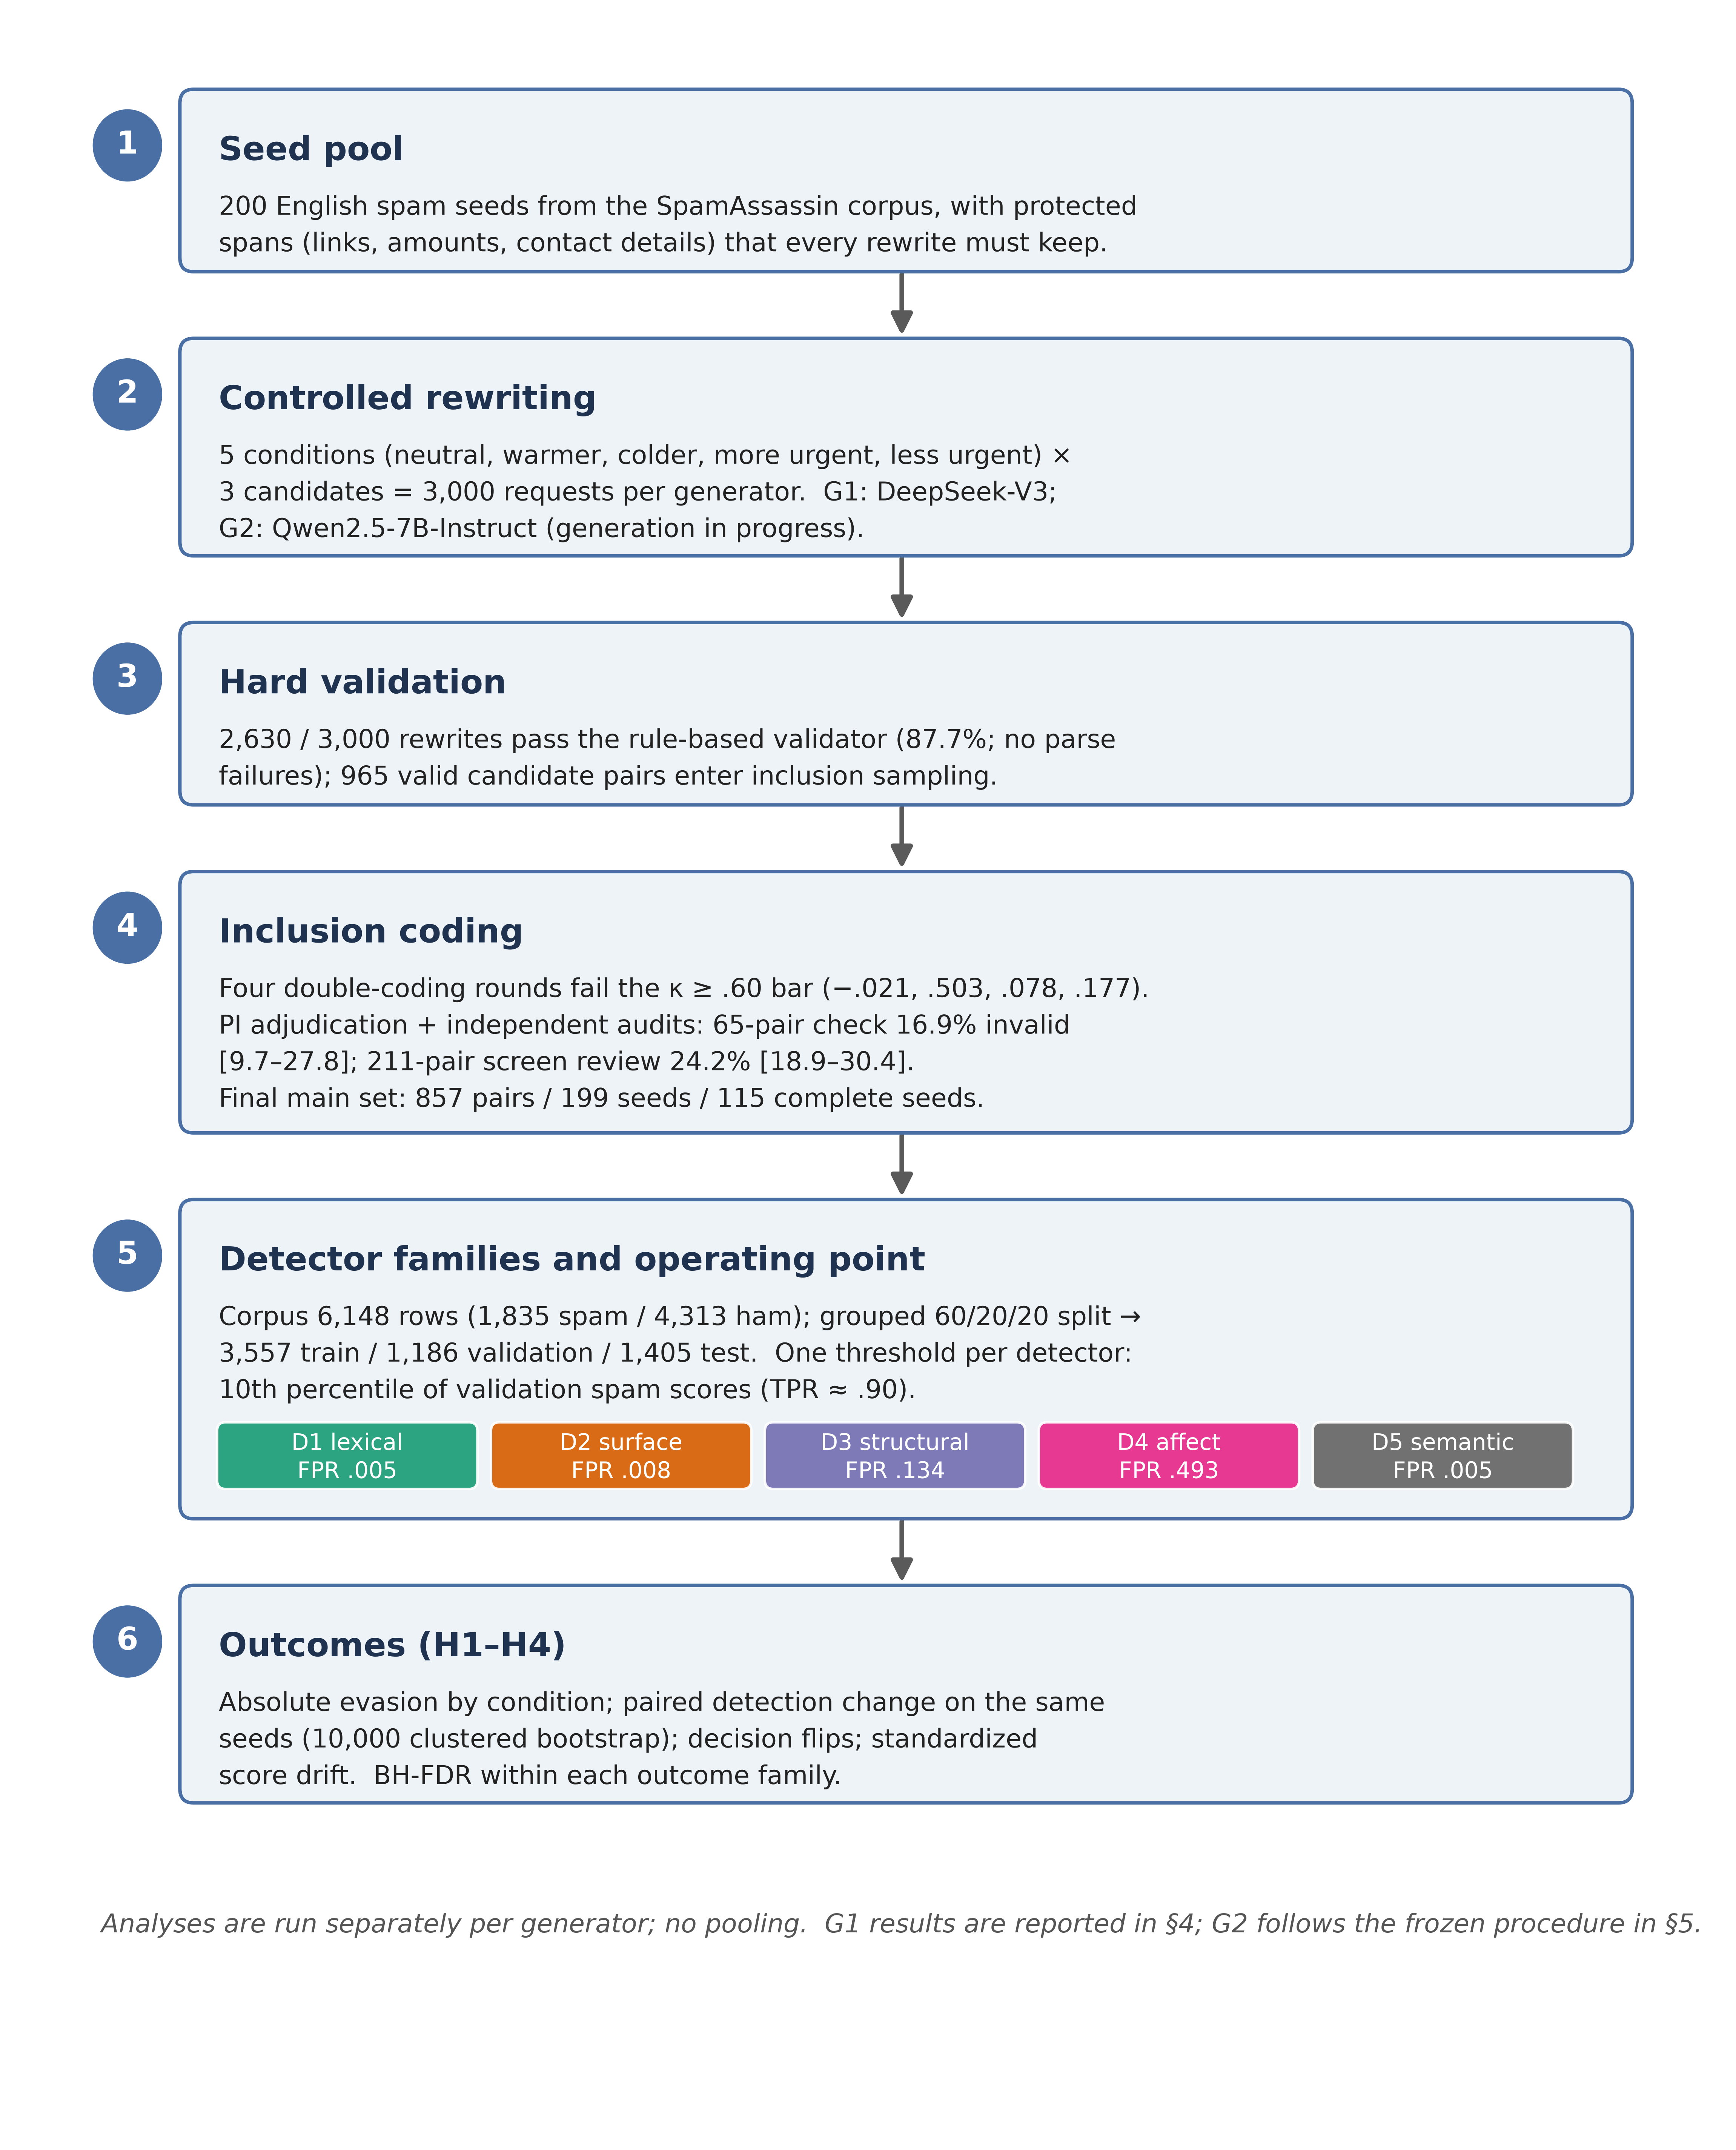 1
Seed pool
200 English spam seeds from the SpamAssassin corpus, with protected
spans (links, amounts, contact details) that every rewrite must keep.
2
Controlled rewriting
5 conditions (neutral, warmer, colder, more urgent, less urgent) ×
3 candidates = 3,000 requests per generator.  G1: DeepSeek-V3;
G2: Qwen2.5-7B-Instruct (generation in progress).
3
Hard validation
2,630 / 3,000 rewrites pass the rule-based validator (87.7%; no parse
failures); 965 valid candidate pairs enter inclusion sampling.
4
Inclusion coding
Four double-coding rounds fail the κ ≥ .60 bar (−.021, .503, .078, .177).
PI adjudication + independent audits: 65-pair check 16.9% invalid
[9.7–27.8]; 211-pair screen review 24.2% [18.9–30.4].
Final main set: 857 pairs / 199 seeds / 115 complete seeds.
5
Detector families and operating point
Corpus 6,148 rows (1,835 spam / 4,313 ham); grouped 60/20/20 split →
3,557 train / 1,186 validation / 1,405 test.  One threshold per detector:
10th percentile of validation spam scores (TPR ≈ .90).
D1 lexical
FPR .005
D2 surface
FPR .008
D3 structural
FPR .134
D4 affect
FPR .493
D5 semantic
FPR .005
6
Outcomes (H1–H4)
Absolute evasion by condition; paired detection change on the same
seeds (10,000 clustered bootstrap); decision flips; standardized
score drift.  BH-FDR within each outcome family.
Analyses are run separately per generator; no pooling.  G1 results are reported in §4; G2 follows the frozen procedure in §5.